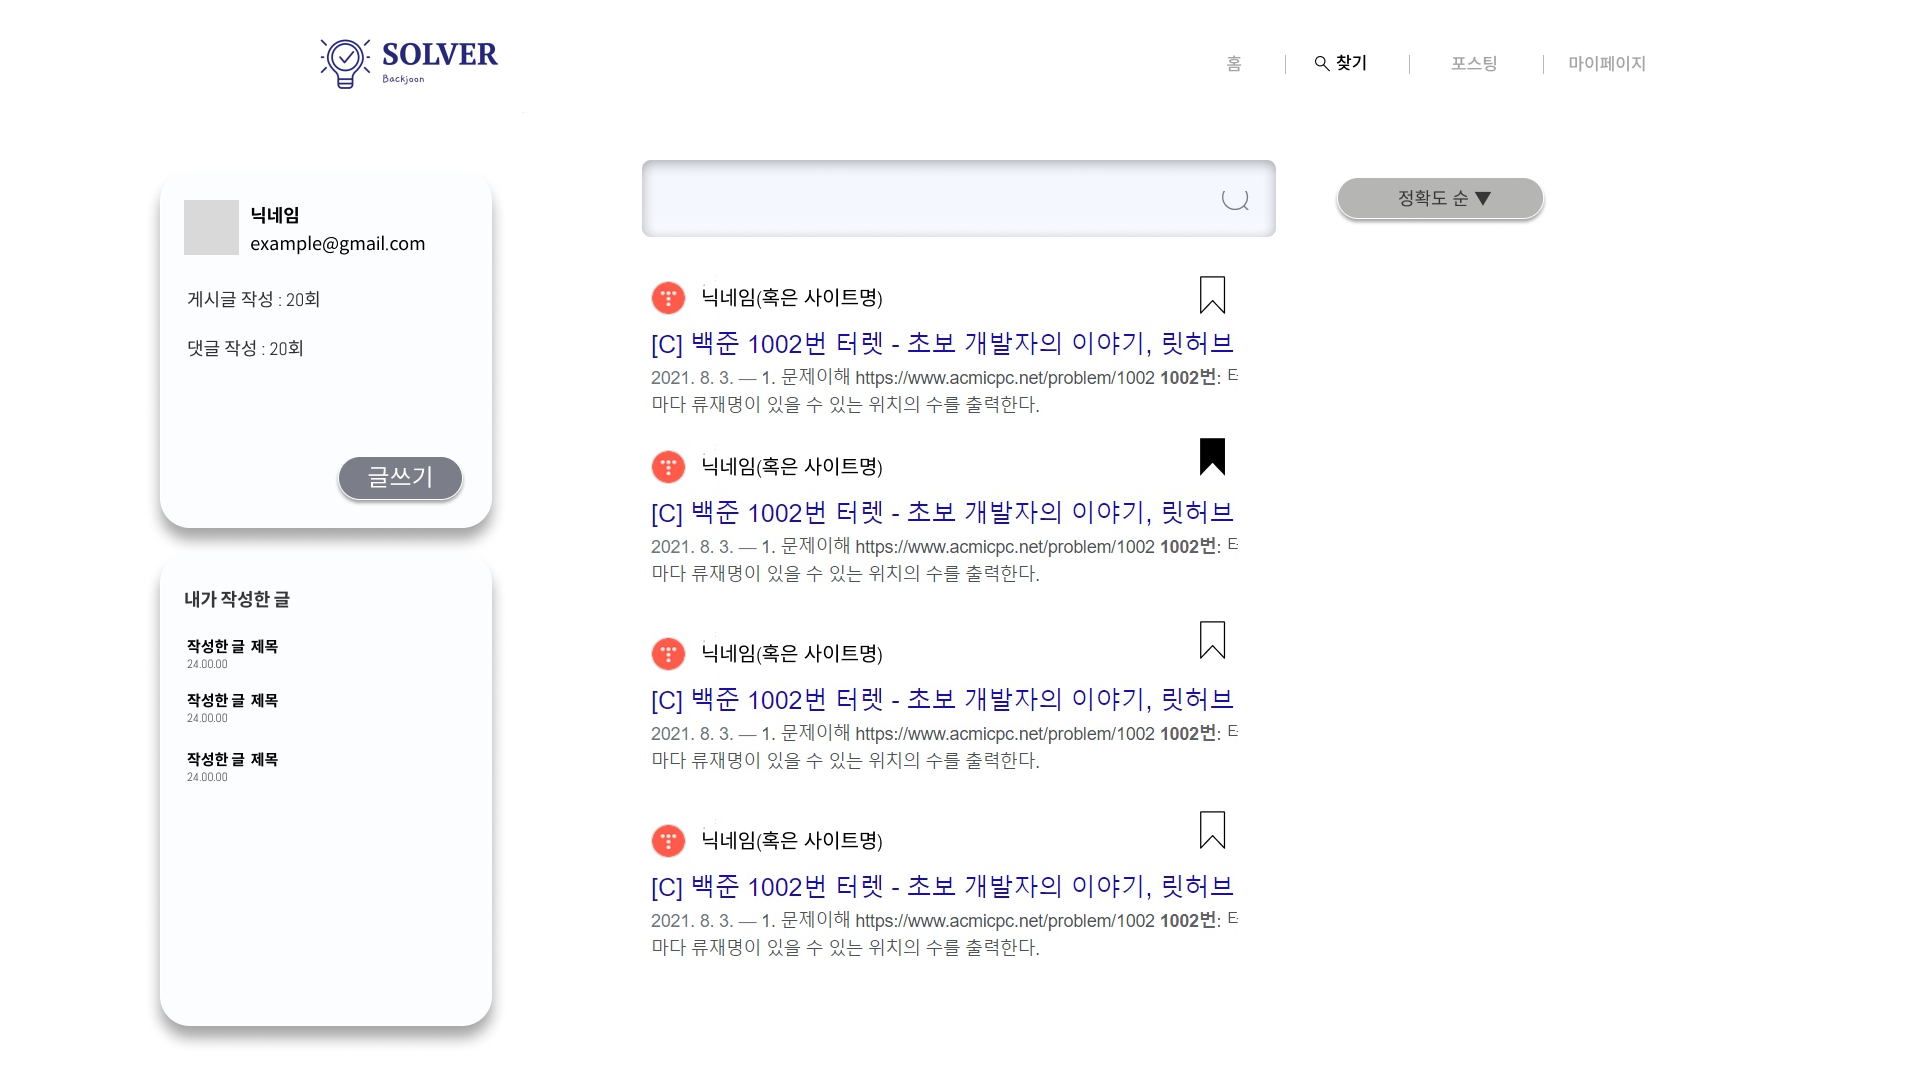 SOLVER
Backjoon
홈
찾기
포스팅
마이페이지
정확도 순 ▼
닉네임
example@gmail.com
게시글 작성 : 20회
댓글 작성 : 20회
글쓰기
내가 작성한 글
작성한 글 제목
24.00.00
작성한 글 제목
24.00.00
작성한 글 제목
24.00.00
닉네임(혹은 사이트명)
[C] 백준 1002번 터렛 - 초보 개발자의 이야기, 릿허브
2021. 8. 3. — 1. 문제이해 https://www.acmicpc.net/problem/1002 1002번:
마다 류재명이 있을 수 있는 위치의 수를 출력한다.
닉네임(혹은 사이트명)
[C] 백준 1002번 터렛 - 초보 개발자의 이야기, 릿허브
2021. 8. 3. — 1. 문제이해 https://www.acmicpc.net/problem/1002 1002번:
마다 류재명이 있을 수 있는 위치의 수를 출력한다.
닉네임(혹은 사이트명)
[C] 백준 1002번 터렛 - 초보 개발자의 이야기, 릿허브
2021. 8. 3. — 1. 문제이해 https://www.acmicpc.net/problem/1002 1002번:
마다 류재명이 있을 수 있는 위치의 수를 출력한다.
닉네임(혹은 사이트명)
[C] 백준 1002번 터렛 - 초보 개발자의 이야기, 릿허브
2021. 8. 3. — 1. 문제이해 https://www.acmicpc.net/problem/1002 1002번:
마다 류재명이 있을 수 있는 위치의 수를 출력한다.